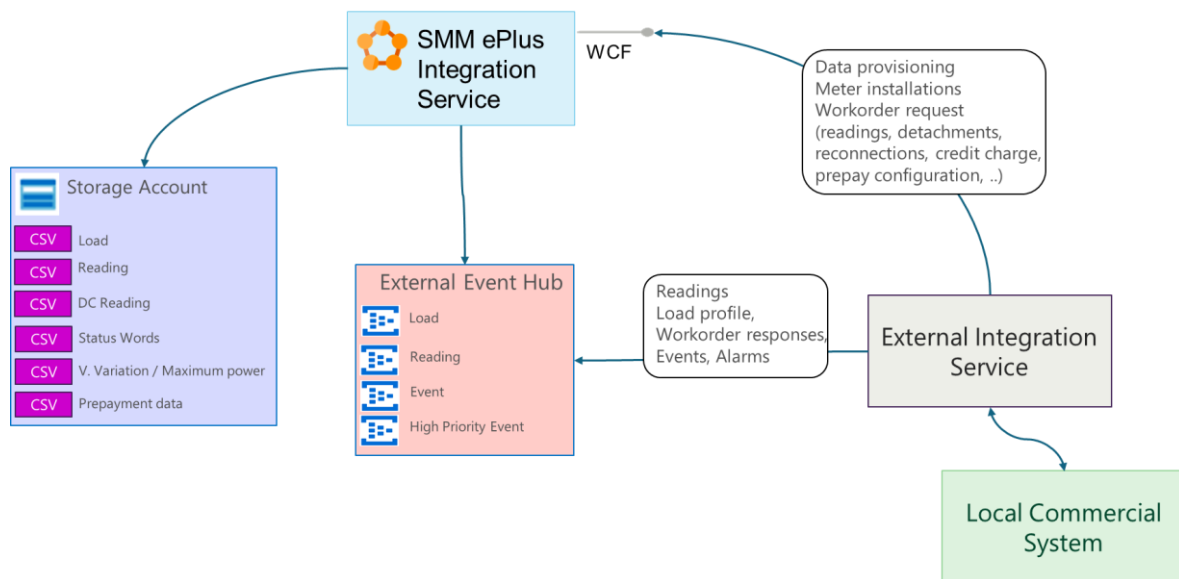 SMM ePlus
Integration
Service
WCF
Data provisioning
Meter installations
Workorder request
(readings, detachments,
reconnections, credit charge,
prepay configuration, ..)
Storage Account
CSV Load
CSV Reading
CSV DC Reading
CSV Status Words
CSV V. Variation / Maximum power
CSV Prepayment data
External Event Hub
Load
Reading
Event
High Priority Event
Readings
Load profile,
Workorder responses,
Events, Alarms
External Integration
Service
Local Commercial
System